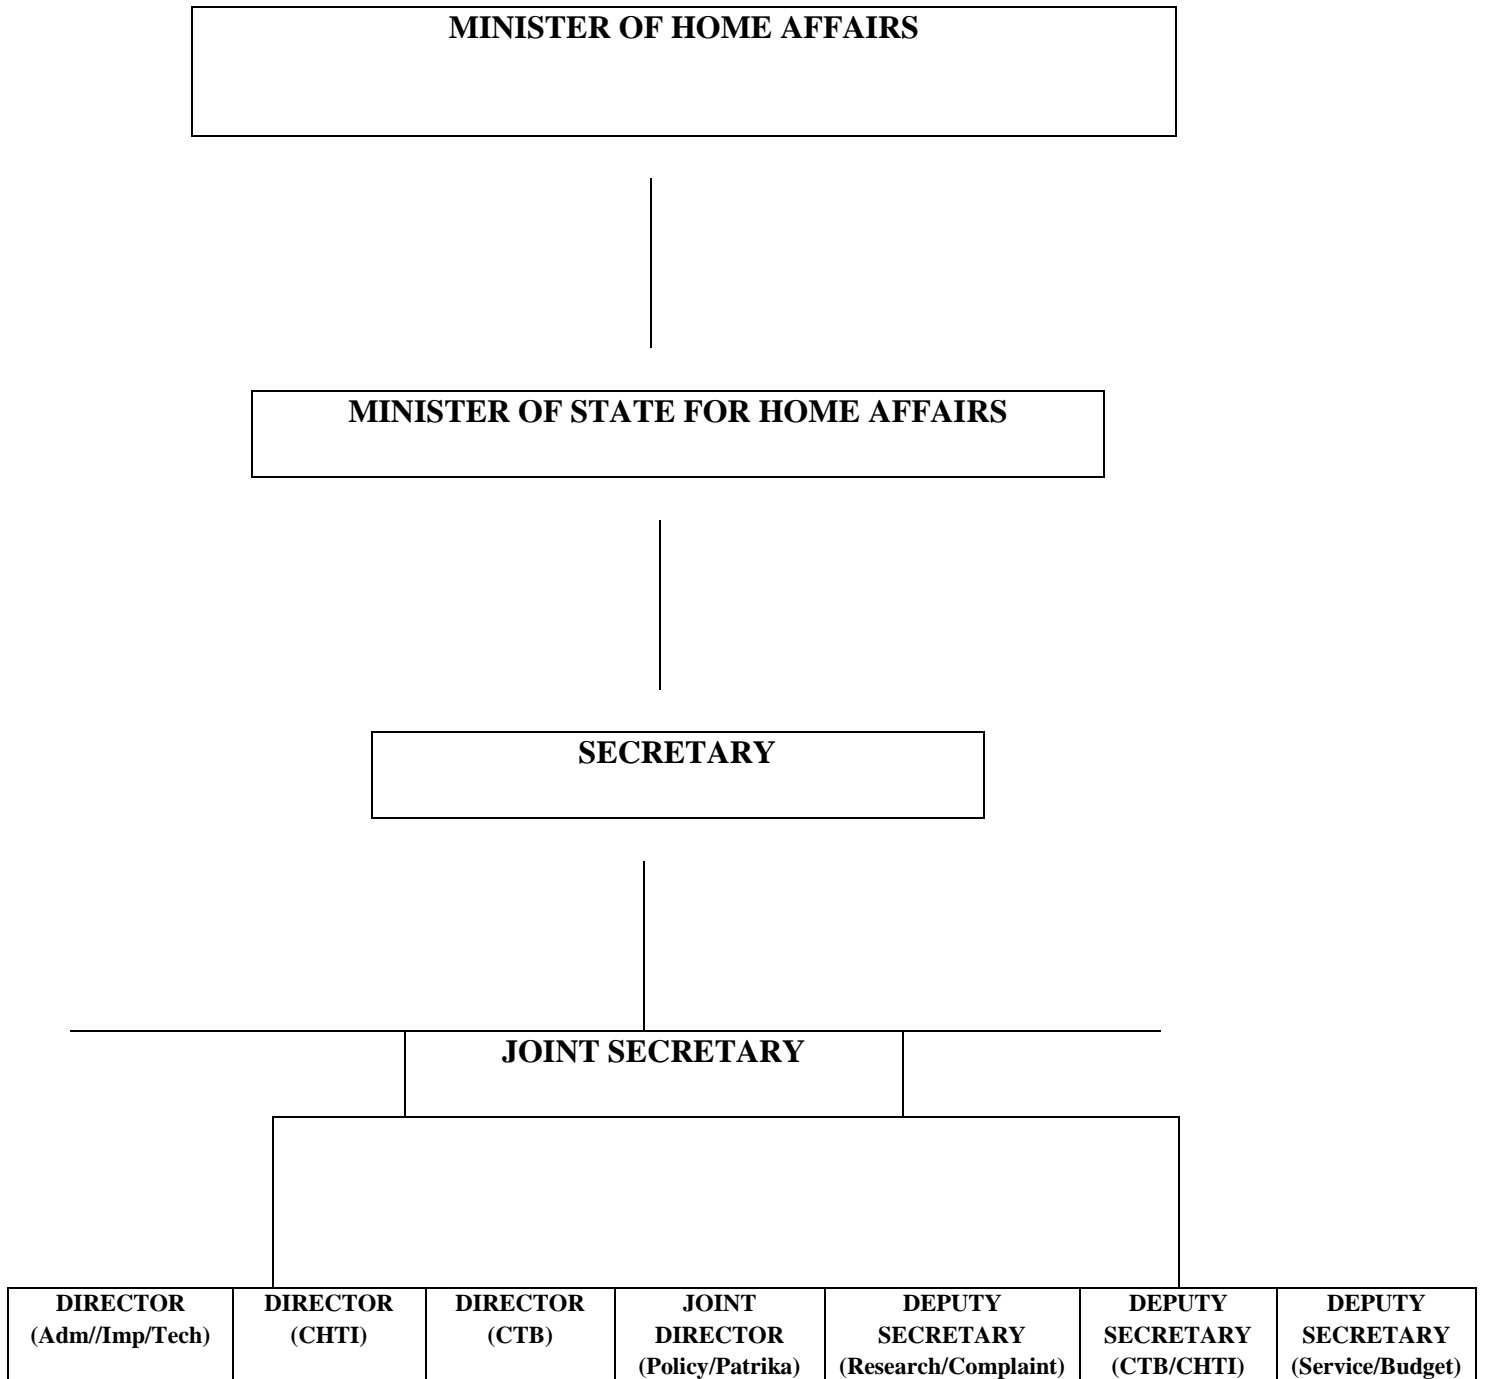 MINISTER OF HOME AFFAIRS
MINISTER OF STATE FOR HOME AFFAIRS
SECRETARY
JOINT SECRETARY
DIRECTOR
(Adm//Imp/Tech)
DIRECTOR
(CHTI)
DIRECTOR
(CTB)
JOINT
DIRECTOR
(Policy/Patrika)
DEPUTY
SECRETARY
(Research/Complaint)
DEPUTY
SECRETARY
(CTB/CHTI)
DEPUTY
SECRETARY
(Service/Budget)